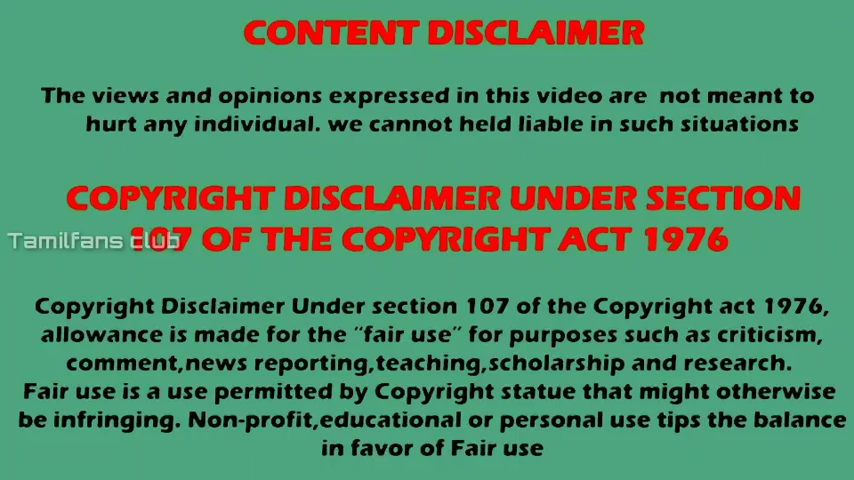 CONTENT DISCLAIMER
The views and opinions expressed in this video are not meant to
hurt any individual. we cannot held liable in such situations
COPYRIGHT DISCLAIMER UNDER SECTION
107 OF THE COPYRIGHT ACT 1976
Tamilfans club
Copyright Disclaimer Under section 107 of the Copyright act 1976,
allowance is made for the “fair use” for purposes such as criticism,
comment,news reporting,teaching,scholarship and research.
Fair use is a use permitted by Copyright statue that might otherwise
be infringing. Non-profit,educational or personal use tips the balance
in favor of Fair use